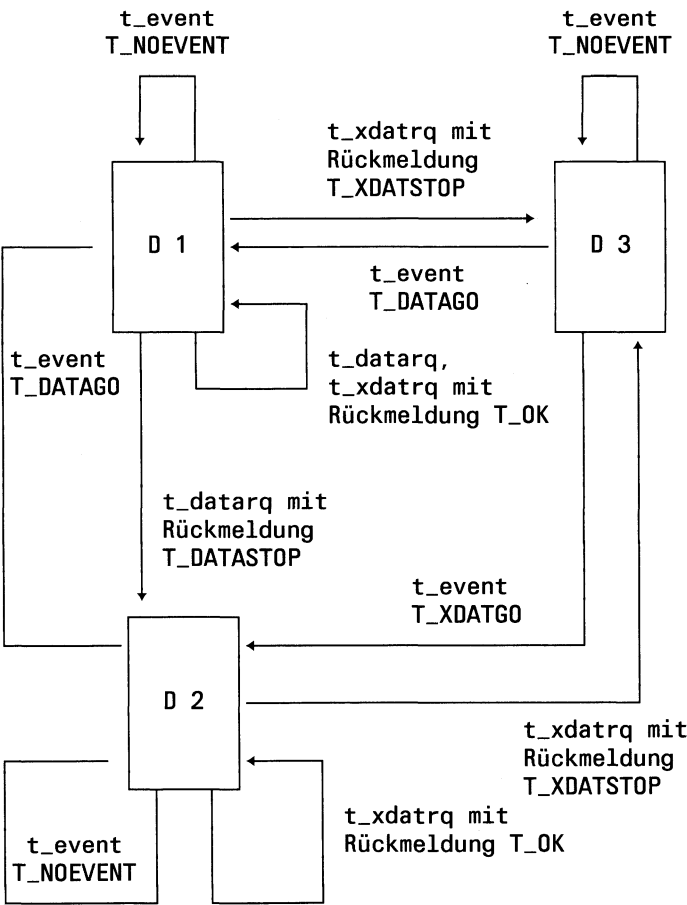 t_event
T_NOEVENT
t_event
T_NOEVENT
t_xdatrq mit
Rückmeldung
T_XDATSTOP
D 1
D 3
t_event
T_DATAGO
t_event
T_DATAGO
t_datarq,
t_xdatrq mit
Rückmeldung T_OK
t_datarq mit
Rückmeldung
T_DATASTOP
t_event
T_XDATGO
D 2
t_xdatrq mit
Rückmeldung
T_XDATSTOP
t_xdatrq mit
Rückmeldung T_OK
t_event
T_NOEVENT